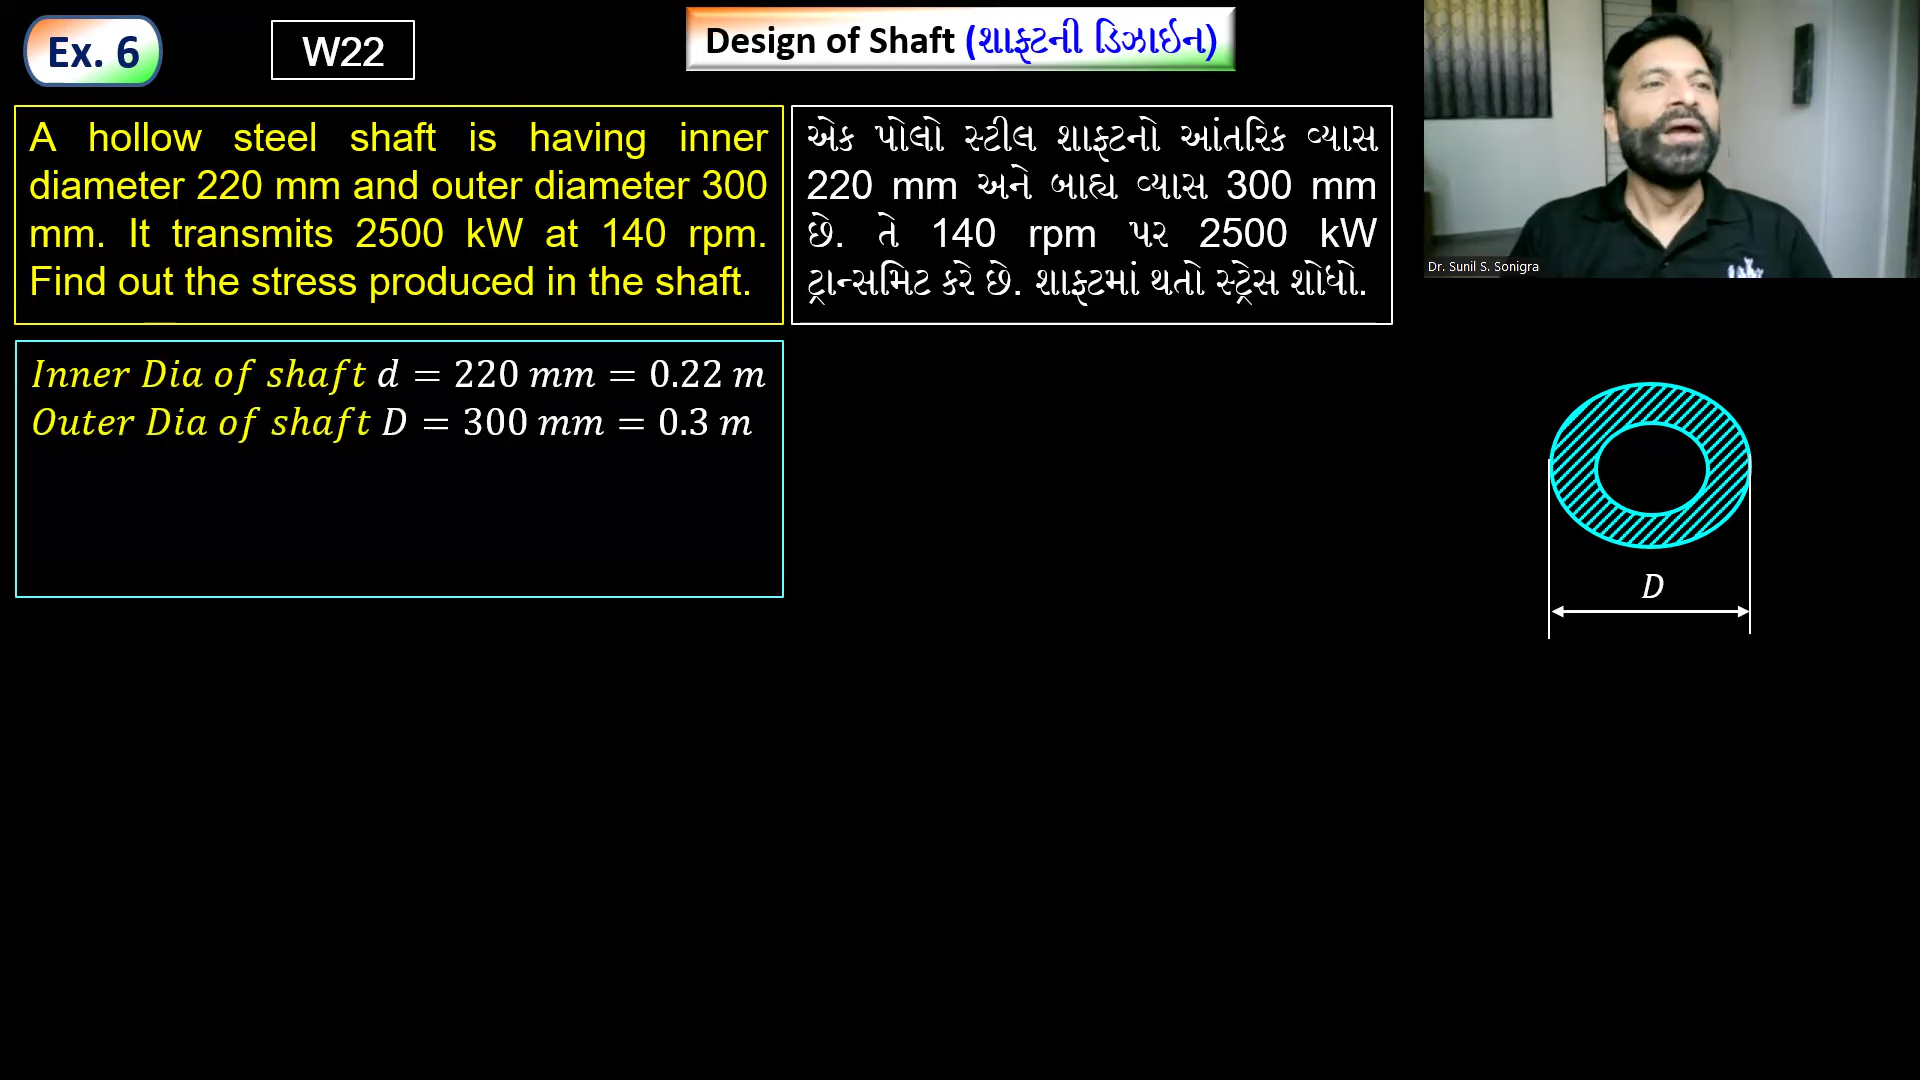 Ex. 6
W22
Design of Shaft (શાફ્ટની ડિઝાઈન)
A hollow steel shaft is having inner
diameter 220 mm and outer diameter 300
mm. It transmits 2500 kW at 140 rpm.
Find out the stress produced in the shaft.
એક પોલો સ્ટીલ શાફ્ટનો આંતરિક વ્યાસ
220 mm અને બાહ્ય વ્યાસ 300 mm
છે. તે 140 rpm પર 2500 kW
ટ્રાન્સમિટ કરે છે. શાફ્ટમાં થતો સ્ટ્રેસ શોધો.
Dr. Sunil S. Sonigra
Inner Dia of shaft d = 220 mm = 0.22 m
Outer Dia of shaft D = 300 mm = 0.3 m
D